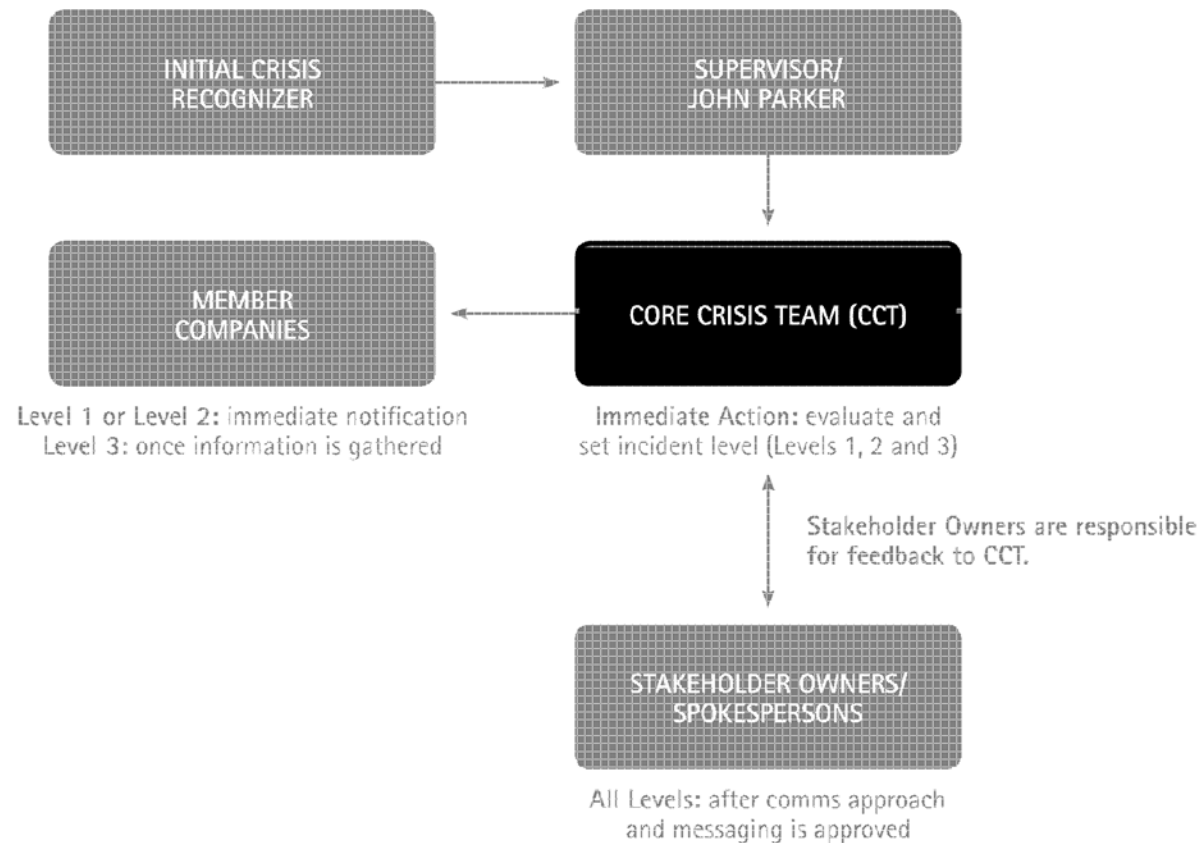 INITIAL CRISIS
RECOGNIZER
SUPERVISOR/
JOHN PARKER
MEMBER
COMPANIES
CORE CRISIS TEAM (CCT)
Level 1 or Level 2: immediate notification
Level 3: once information is gathered
Immediate Action: evaluate and
set incident level (Levels 1, 2 and 3)
Stakeholder Owners are responsible
for feedback to CCT.
STAKEHOLDER OWNERS/
SPOKESPERSONS
All Levels: after comms approach
and messaging is approved